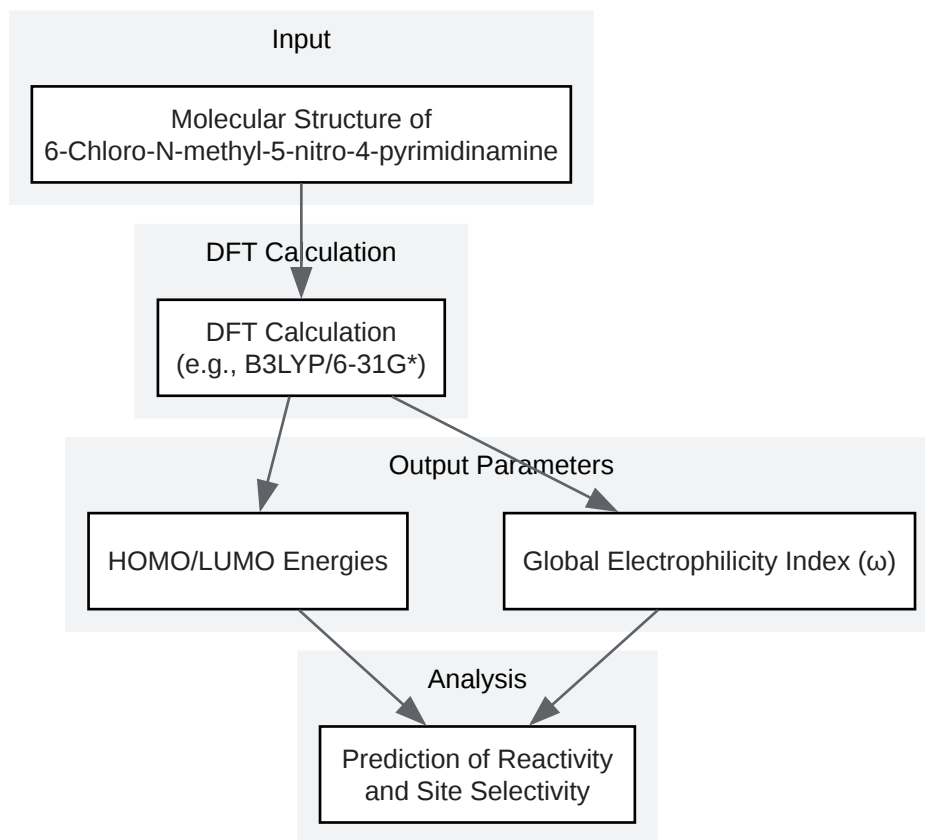 Input
Molecular Structure of
6-Chloro-N-methyl-5-nitro-4-pyrimidinamine
DFT Calculation
DFT Calculation
(e.g., B3LYP/6-31G*)
Output Parameters
HOMO/LUMO Energies
Global Electrophilicity Index (ω)
Analysis
Prediction of Reactivity
and Site Selectivity